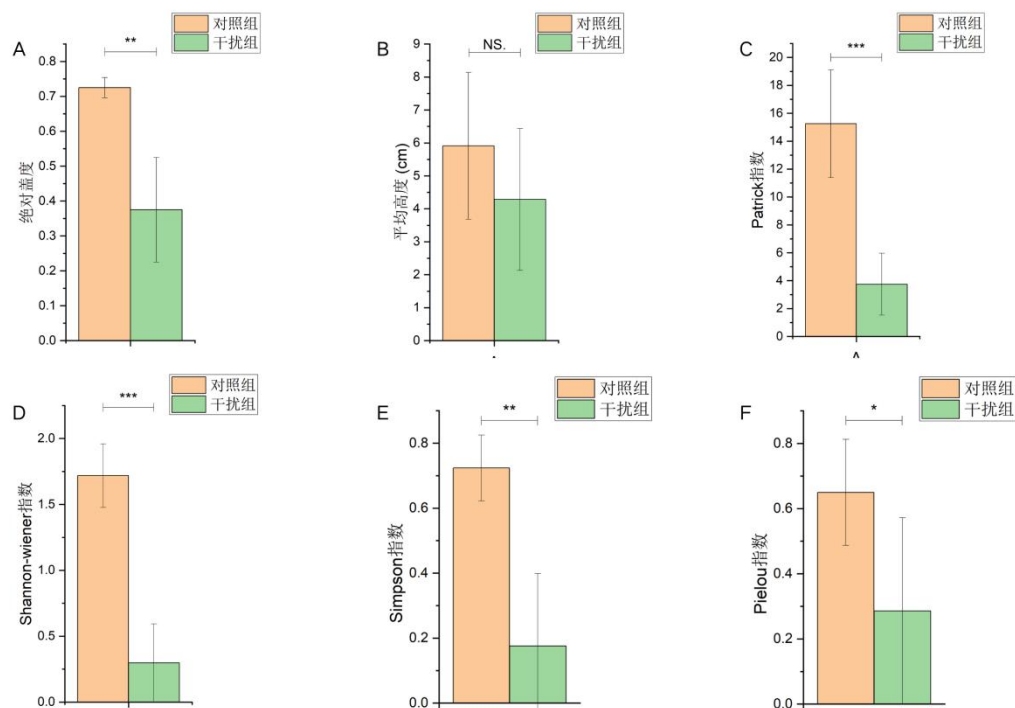 A
对照组
干扰组
**
绝对盖度
0.8
0.7
0.6
0.5
0.4
0.3
0.2
0.1
0.0
B
对照组
干扰组
NS.
平均高度 (cm)
9
8
7
6
5
4
3
2
1
0
C
对照组
干扰组
***
Patrick指数
20
18
16
14
12
10
8
6
4
2
0
D
对照组
干扰组
***
Shannon-wiener指数
2.0
1.5
1.0
0.5
0.0
E
对照组
干扰组
**
Simpson指数
0.8
0.6
0.4
0.2
0.0
F
对照组
干扰组
*
Pielou指数
0.8
0.6
0.4
0.2
0.0